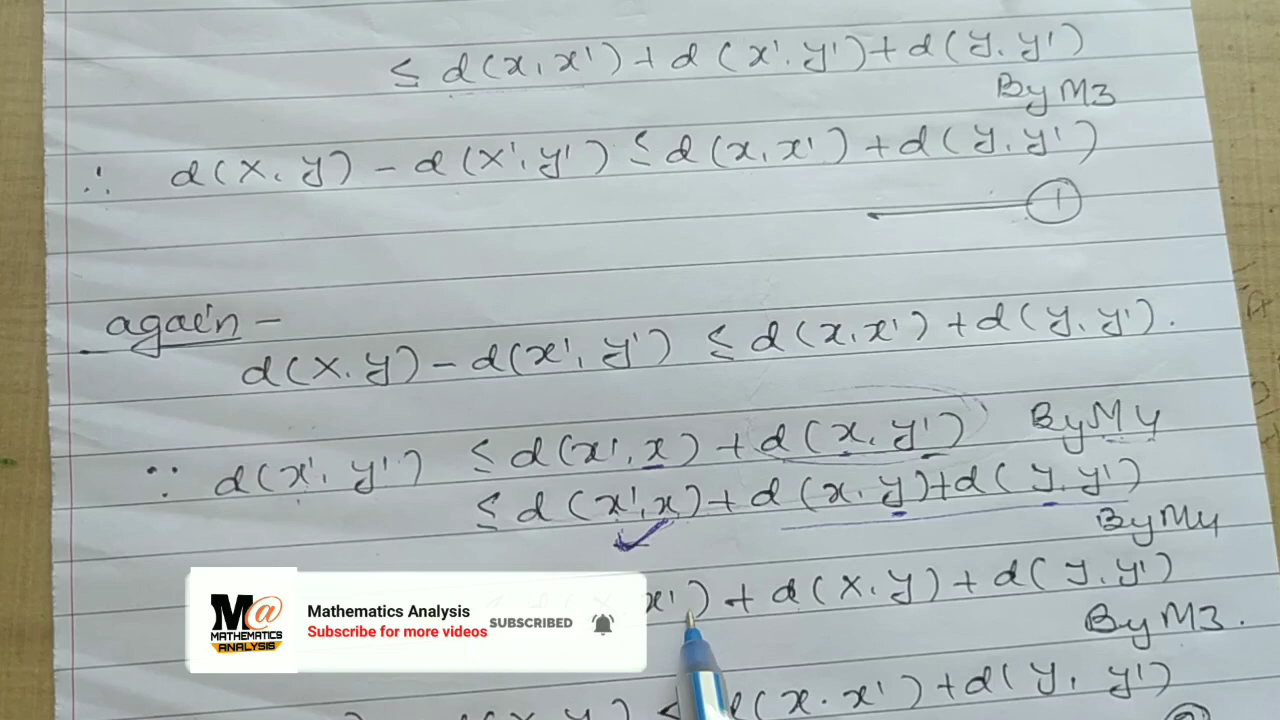 ≤ d(x, x') + d(x', y') + d(y, y')
By M3
∴ d(x, y) - d(x', y') ≤ d(x, x') + d(y, y')
1
again -
d(x, y) - d(x', y') ≤ d(x, x') + d(y, y').
∵ d(x', y') ≤ d(x', x) + d(x, y') By M4
≤ d(x', x) + d(x, y) + d(y, y')
By M4
x') + d(x, y) + d(y, y')
By M3.
≤ d(x, x') + d(y, y')
M@
MATHEMATICS
ANALYSIS
Mathematics Analysis
Subscribe for more videos
SUBSCRIBED